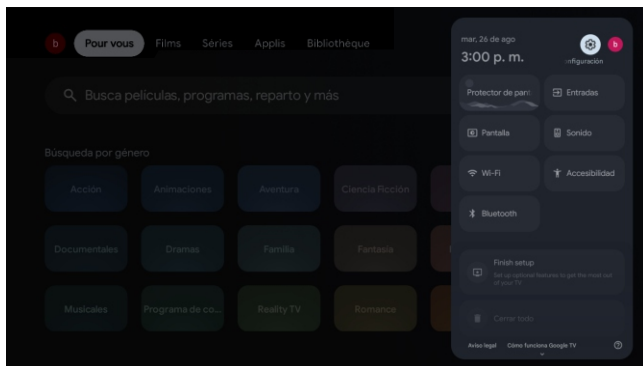 b Pour vous Films Séries Applis Bibliothèque
Busca películas, programas, reparto y más
Búsqueda por género
Acción Animaciones Aventura Ciencia Ficción
Documentales Dramas Familia Fantasía
Musicales Programa de co... Reality TV Romance
mar, 26 de ago
3:00 p. m.
b
nfiguración
Protector de pant
Entradas
Pantalla
Sonido
Wi-Fi
Accesibilidad
Bluetooth
Finish setup
Set up optional features to get the most out
of your TV
Cerrar todo
Aviso legal Cómo funciona Google TV